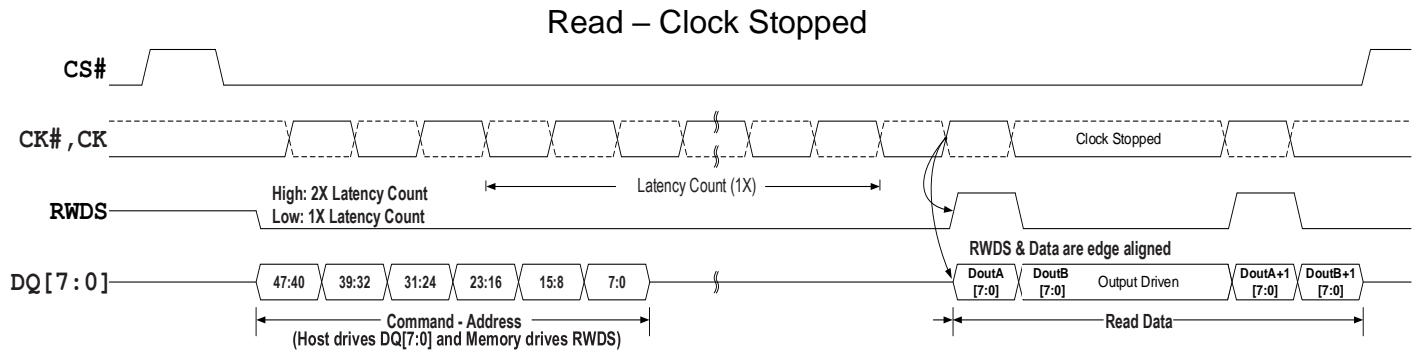 Read – Clock Stopped
CS#
CK#,CK
Clock Stopped
High: 2X Latency Count
Low: 1X Latency Count
Latency Count (1X)
RWDS
RWDS & Data are edge aligned
DQ[7:0]
47:40 39:32 31:24 23:16 15:8 7:0
DoutA DoutB DoutA+1 DoutB+1
[7:0] [7:0] Output Driven [7:0] [7:0]
Command - Address
(Host drives DQ[7:0] and Memory drives RWDS)
Read Data